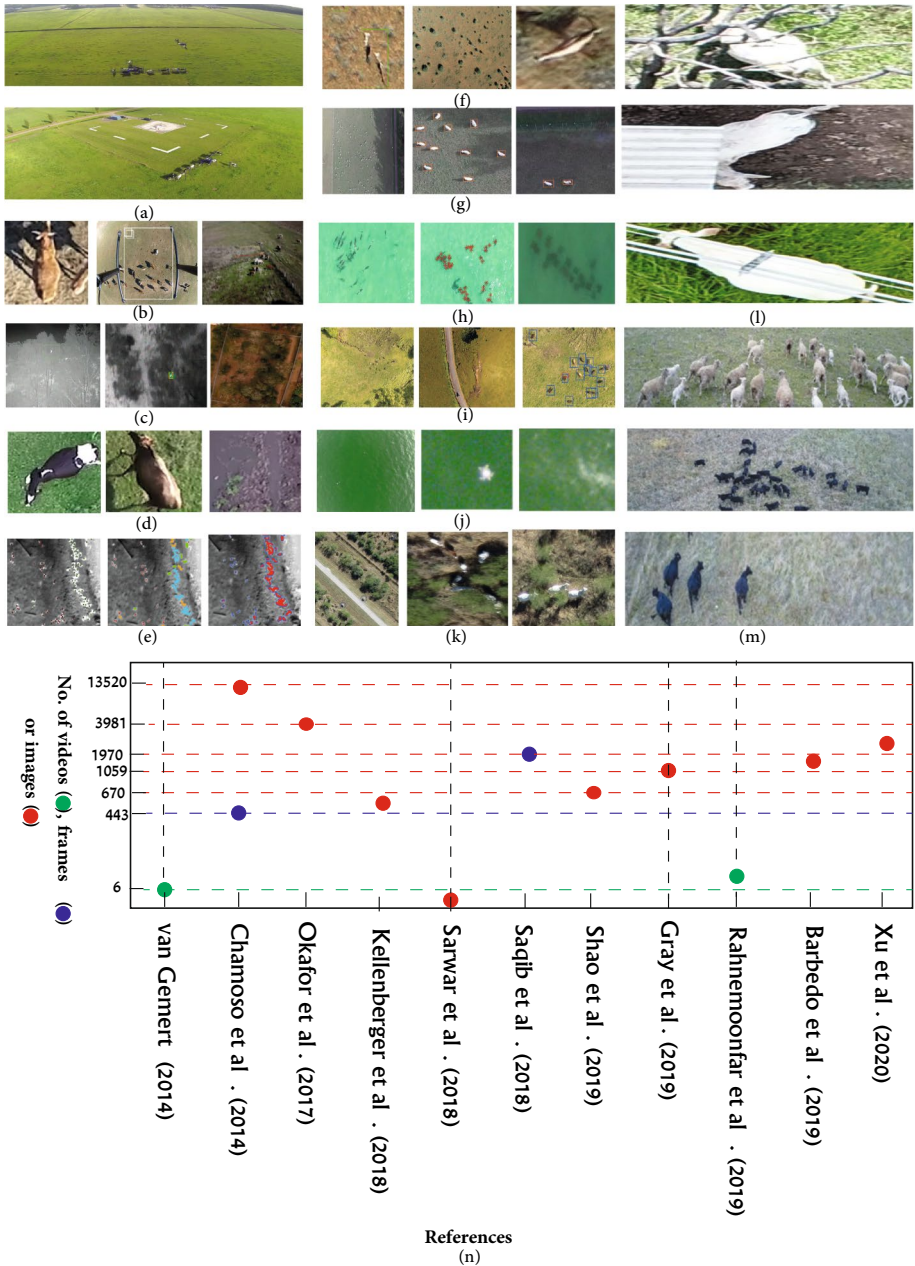 (a)
(b)
(c)
(d)
(e)
(f)
(g)
(h)
(i)
(j)
(k)
(l)
(m)
No. of videos ( ), frames ( )
or images ( )
13520
3981
1970
1059
670
443
6
van Gemert (2014)
Chamoso et al . (2014)
Okafor et al . (2017)
Kellenberger et al . (2018)
Sarwar et al . (2018)
Saqib et al . (2018)
Shao et al . (2019)
Gray et al . (2019)
Rahnemoonfar et al . (2019)
Barbedo et al . (2019)
Xu et al . (2020)
References
(n)